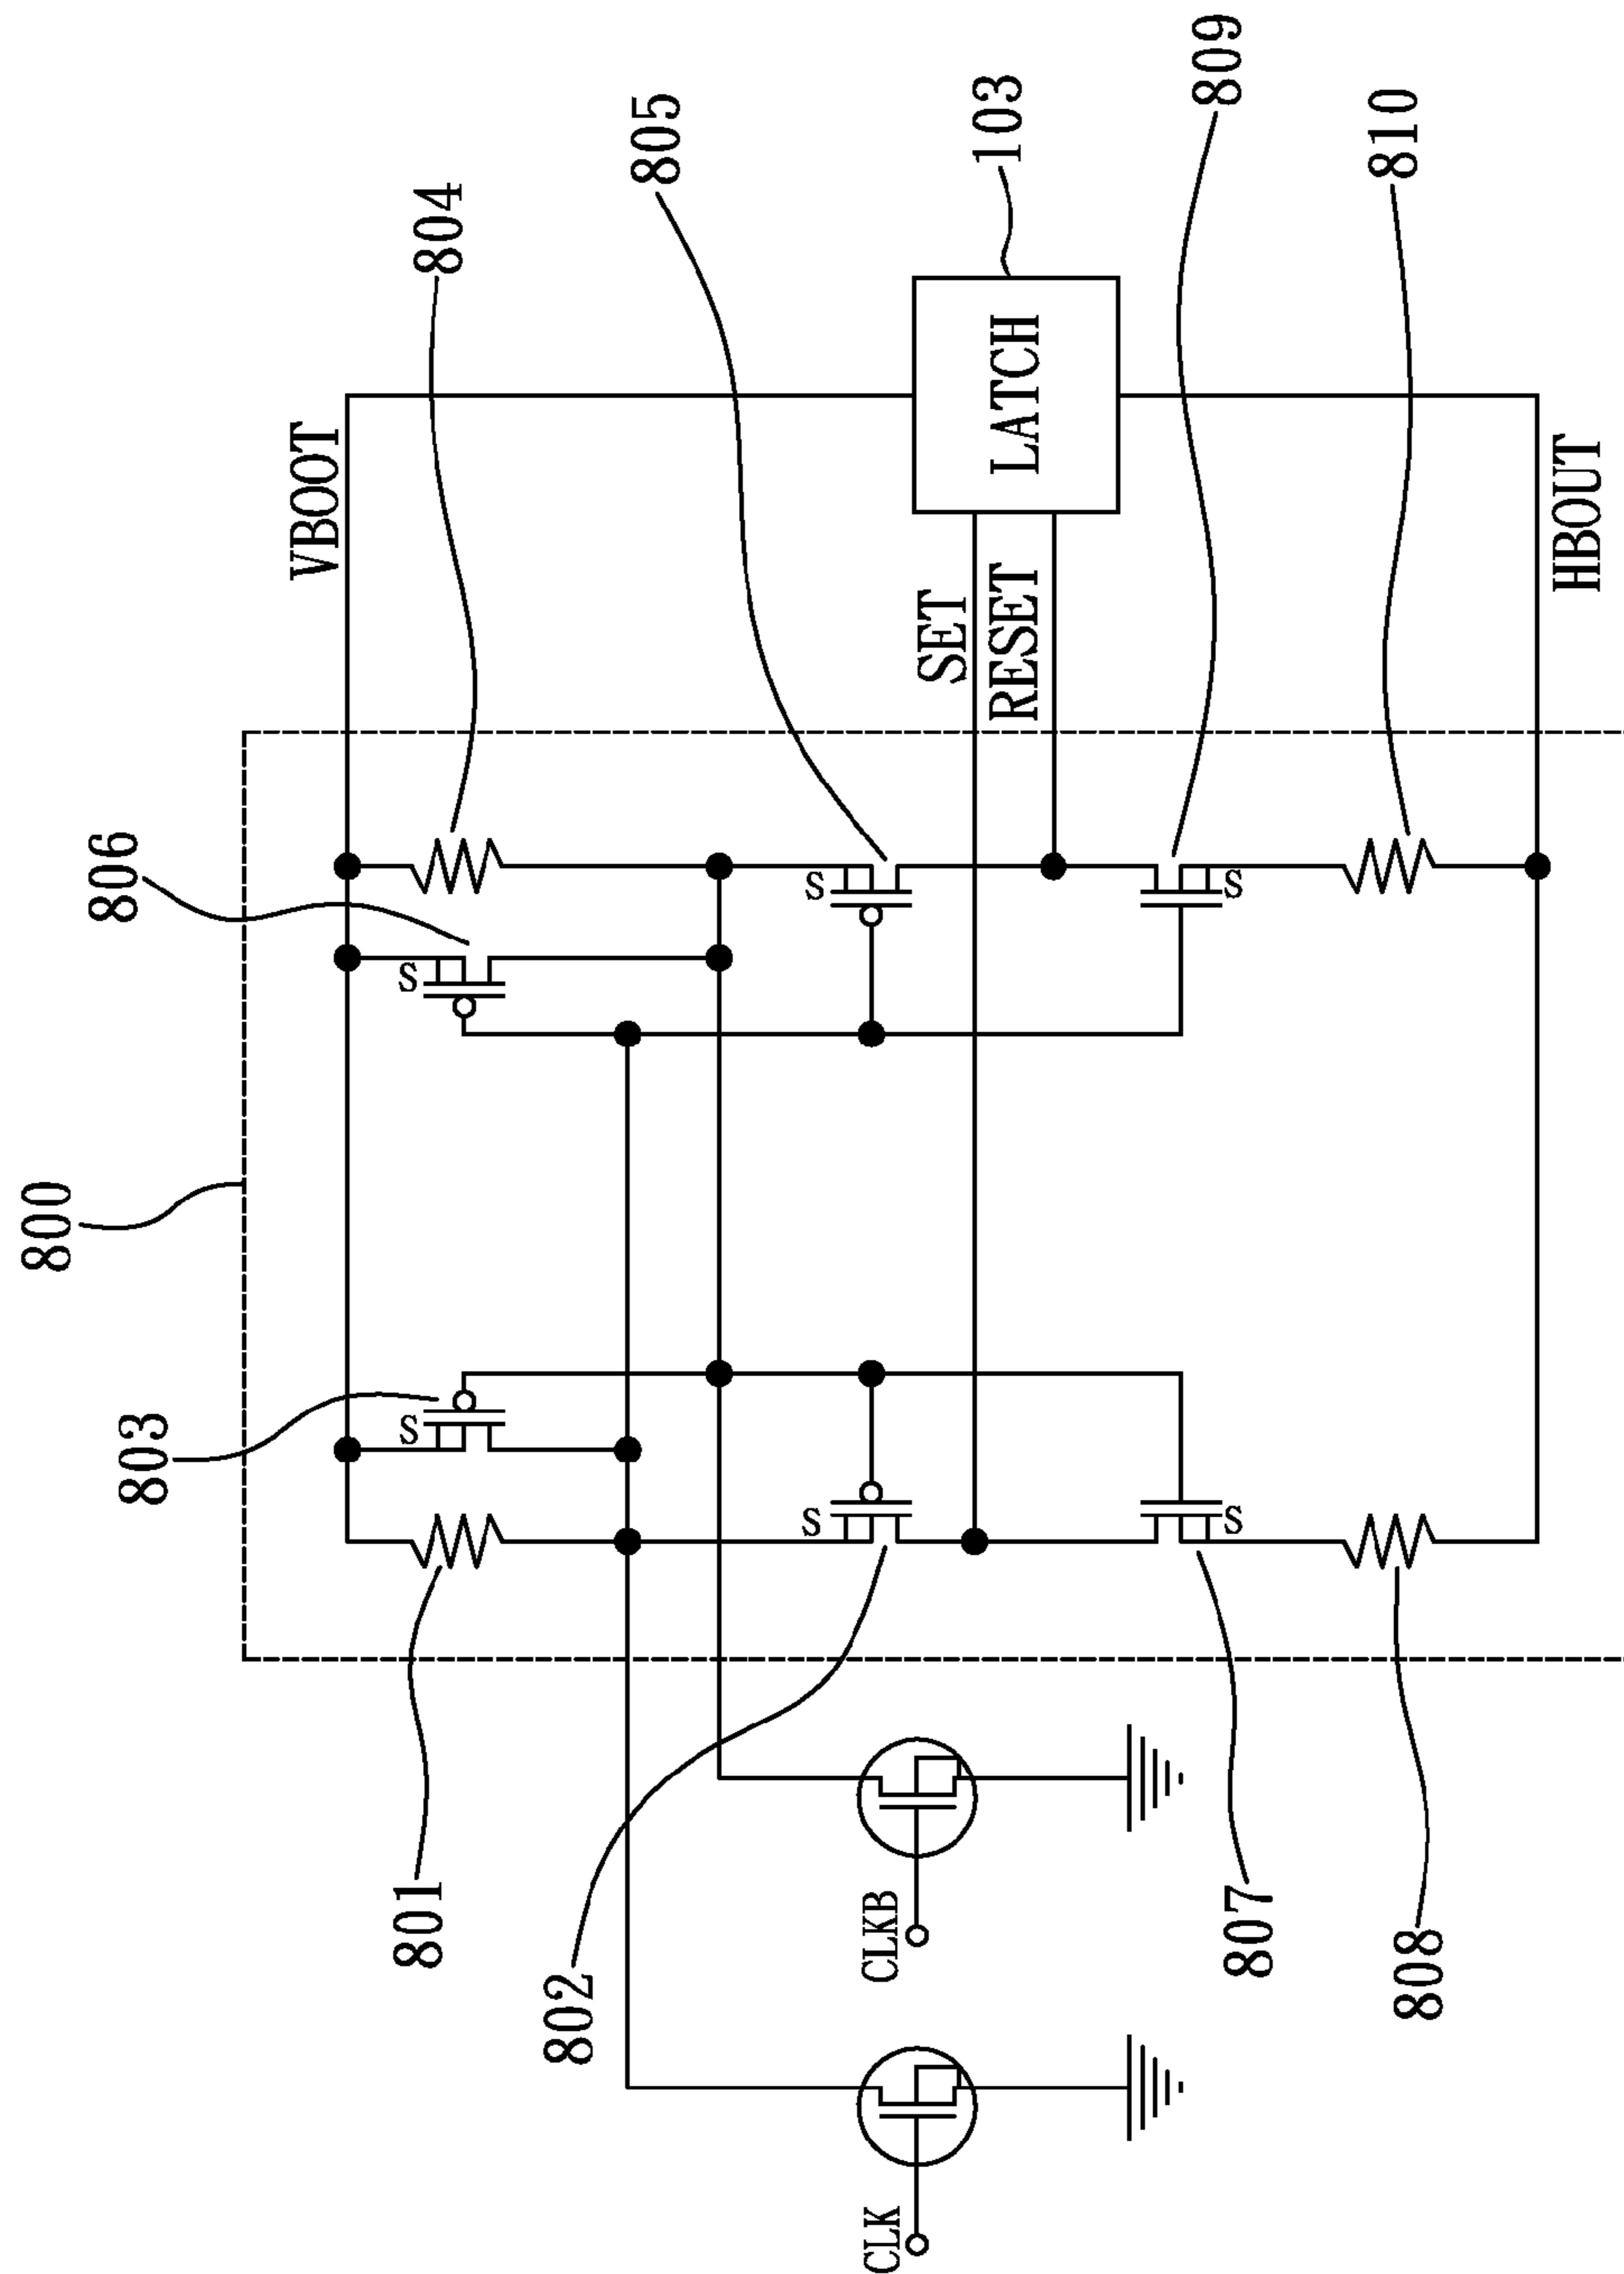 800
806
803
VBOOT
S
S
801
804
802
805
S
S
CLK
CLKB
SET
103
RESET
LATCH
809
S
S
807
810
808
HBOUT